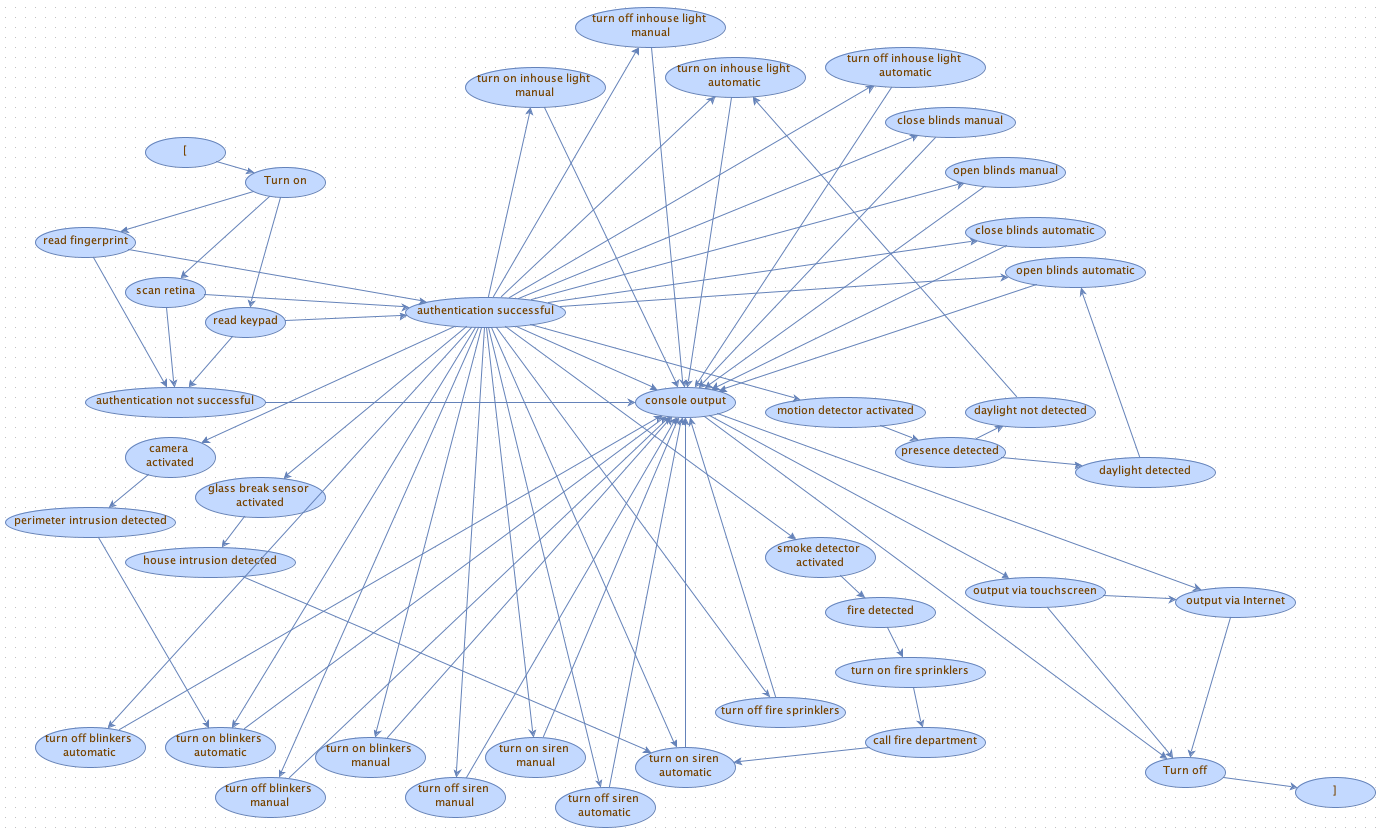 turn off inhouse light
manual
turn on inhouse light
manual
turn on inhouse light
automatic
turn off inhouse light
automatic
close blinds manual
[
Turn on
open blinds manual
read fingerprint
close blinds automatic
open blinds automatic
scan retina
read keypad
authentication successful
authentication not successful
console output
motion detector activated
daylight not detected
presence detected
daylight detected
camera
activated
glass break sensor
activated
perimeter intrusion detected
house intrusion detected
smoke detector
activated
fire detected
output via touchscreen
output via Internet
turn on fire sprinklers
turn off fire sprinklers
call fire department
turn off blinkers
automatic
turn on blinkers
automatic
turn on blinkers
manual
turn on siren
manual
turn on siren
automatic
Turn off
]
turn off blinkers
manual
turn off siren
manual
turn off siren
automatic